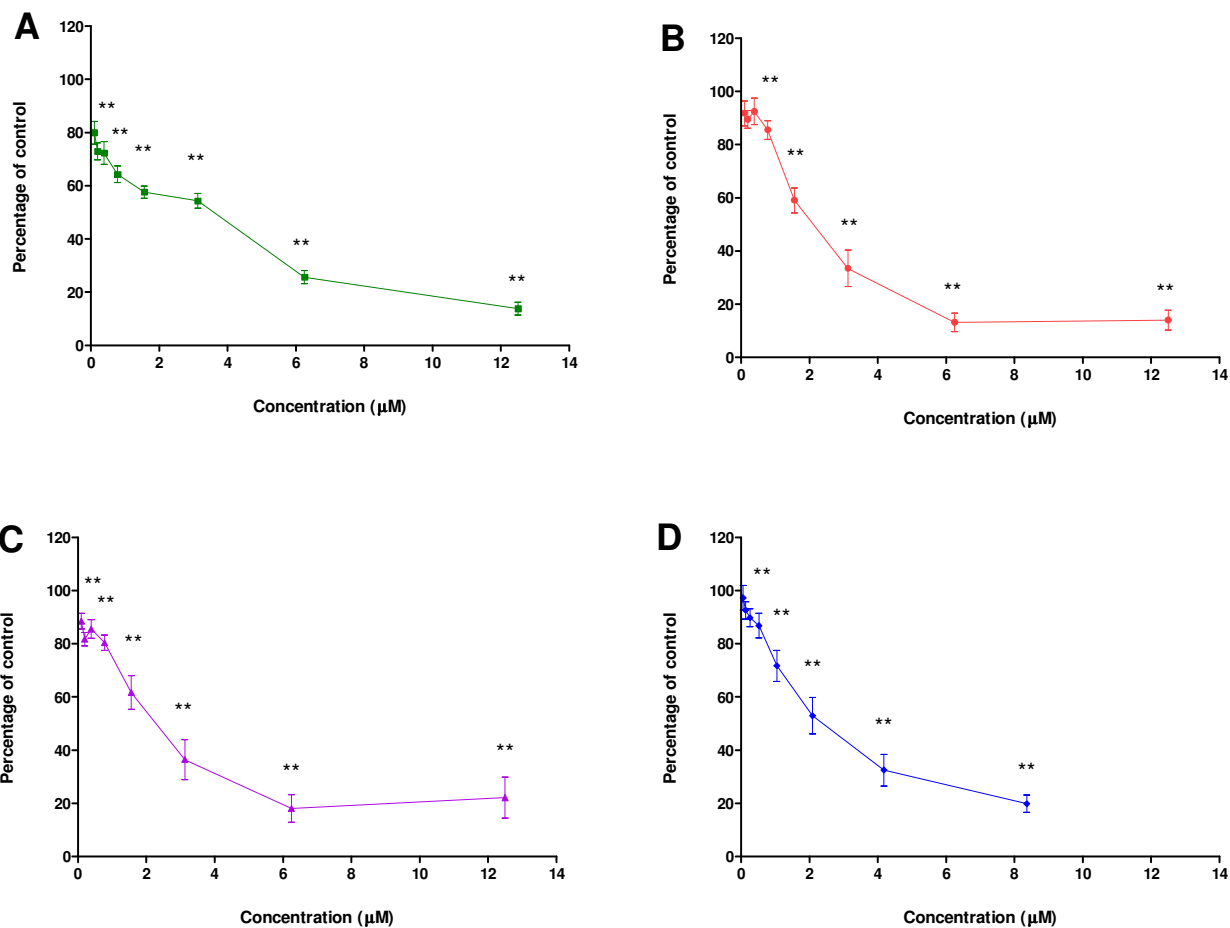 A
120
100
80
60
40
20
0
Percentage of control
** ** ** ** ** **
0 2 4 6 8 10 12 14
Concentration (μM)
B
120
100
80
60
40
20
0
Percentage of control
** ** ** ** **
0 2 4 6 8 10 12 14
Concentration (μM)
C
120
100
80
60
40
20
0
Percentage of control
** ** ** ** ** **
0 2 4 6 8 10 12 14
Concentration (μM)
D
120
100
80
60
40
20
0
Percentage of control
** ** ** ** **
0 2 4 6 8 10 12 14
Concentration (μM)